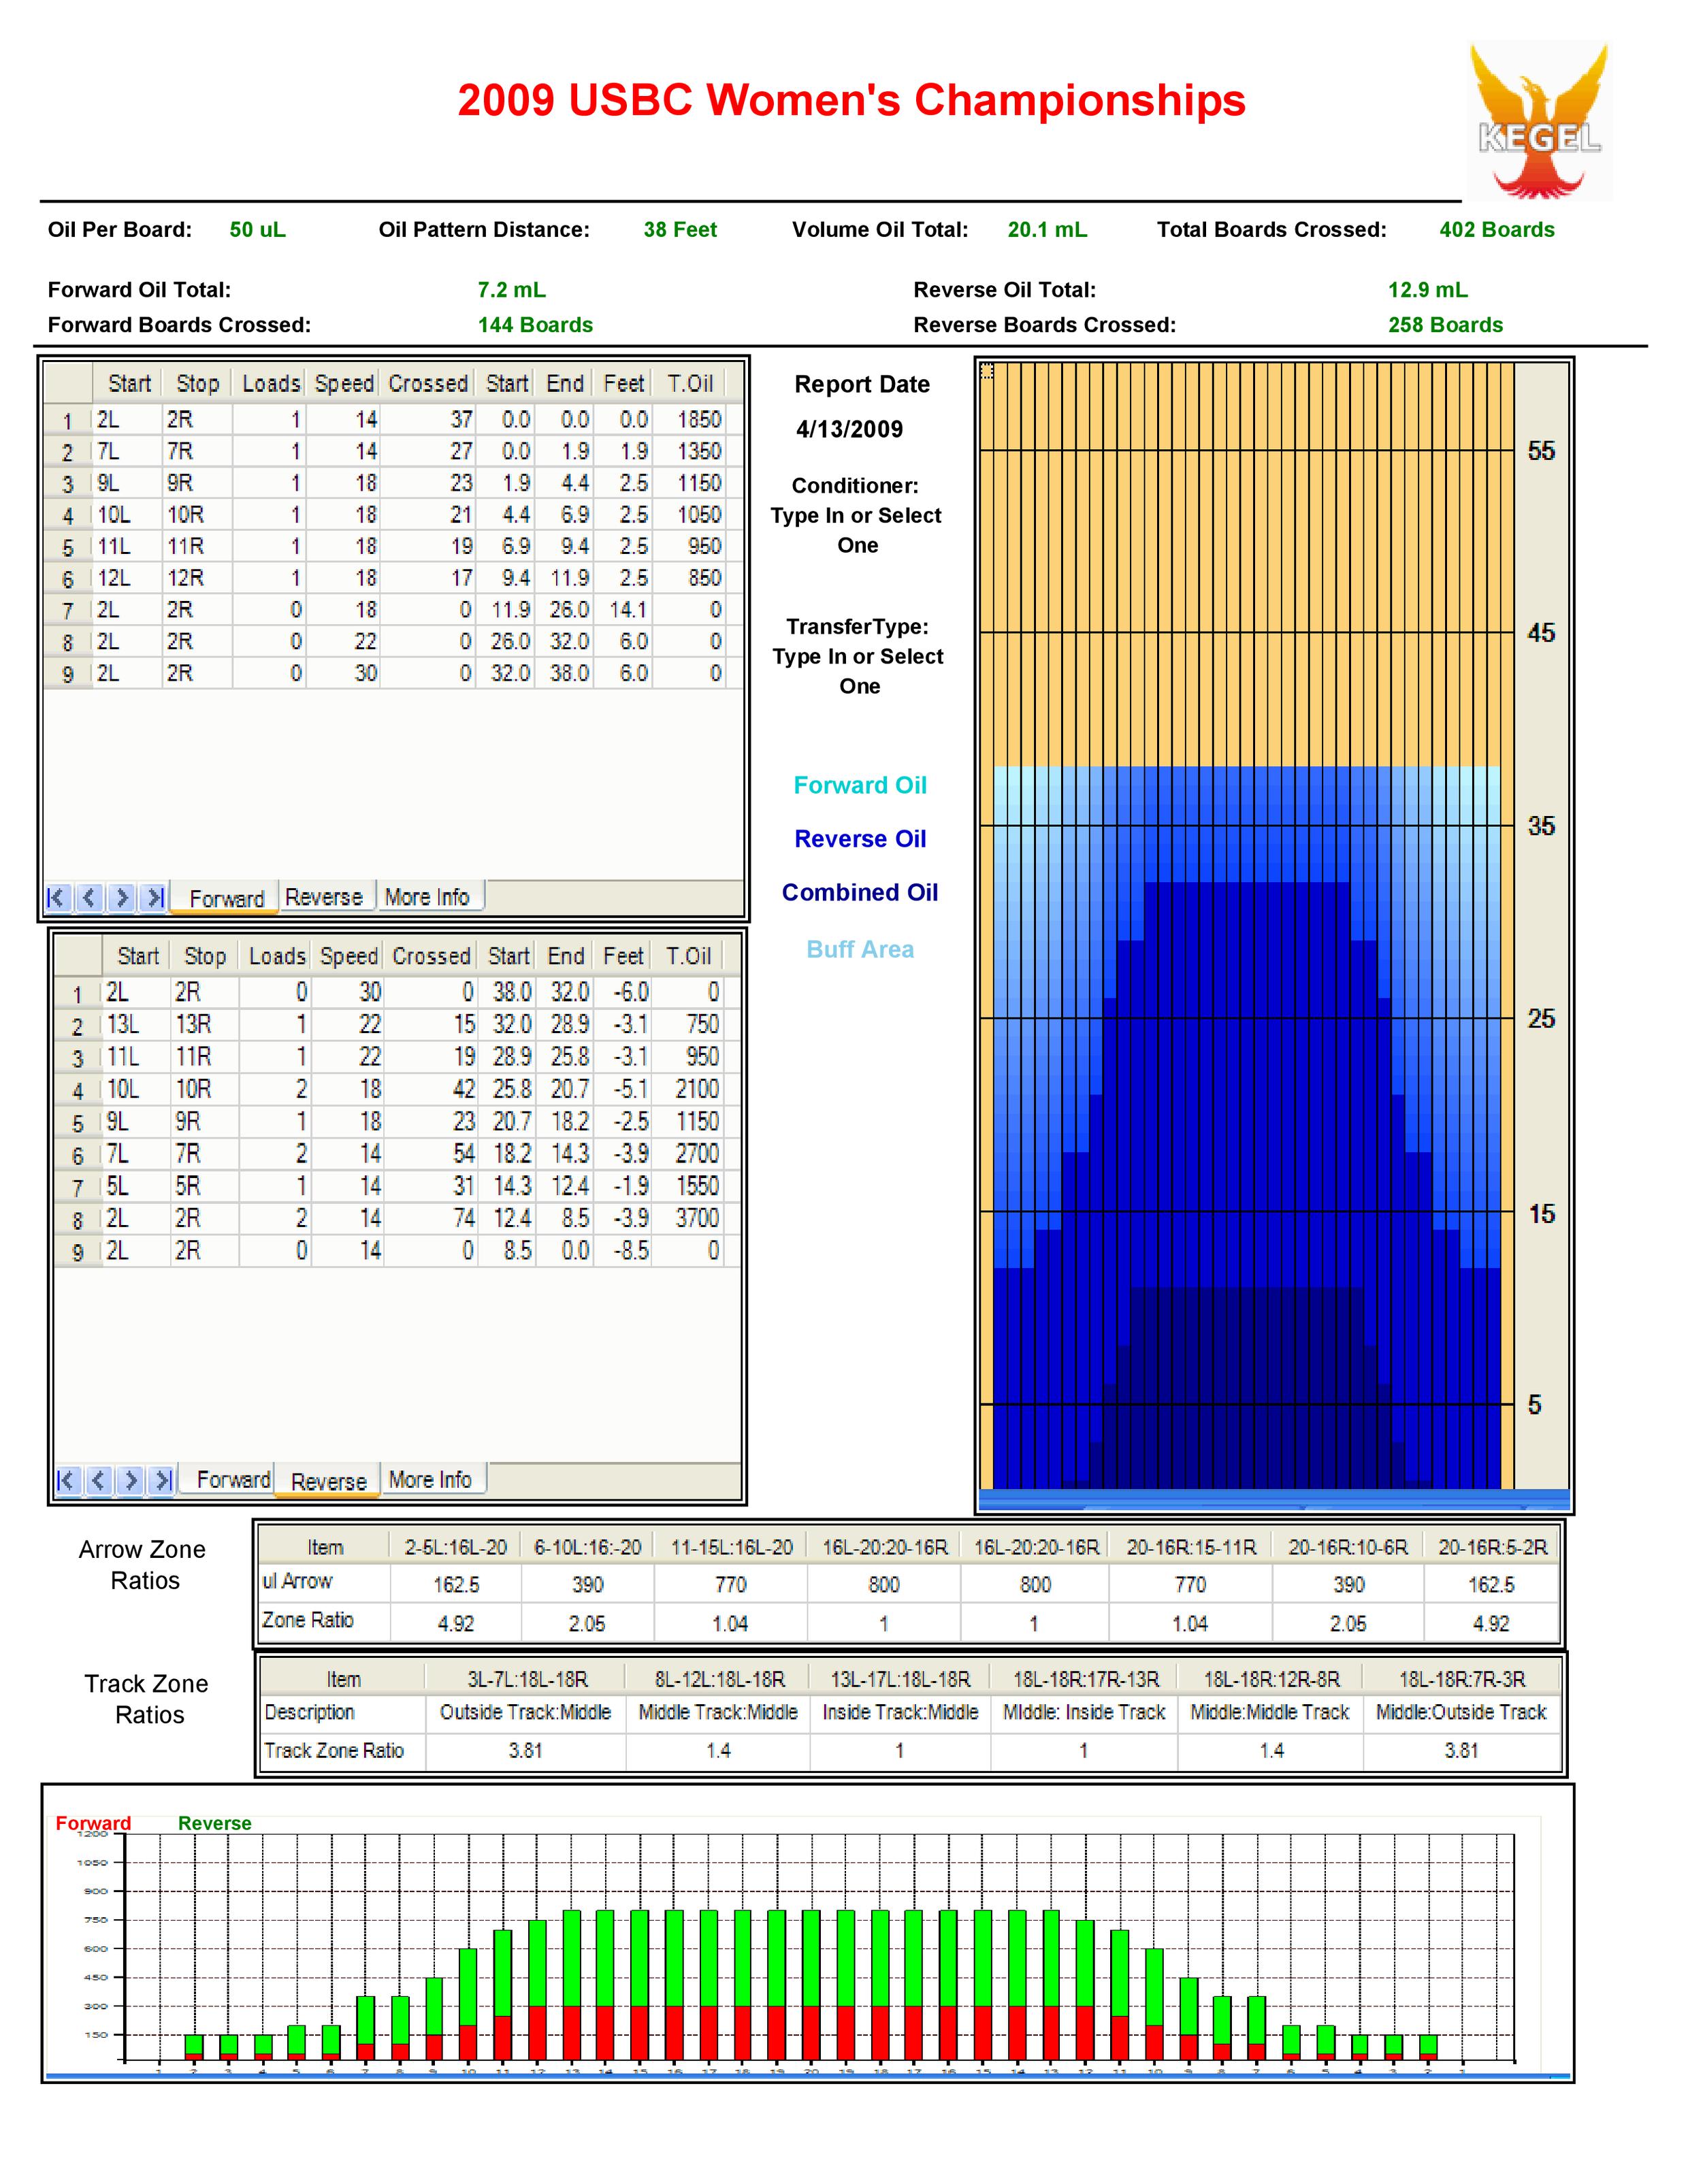 2009 USBC Women's Championships
KEGEL
Oil Per Board: 50 uL Oil Pattern Distance: 38 Feet Volume Oil Total: 20.1 mL Total Boards Crossed: 402 Boards
Forward Oil Total: 7.2 mL Reverse Oil Total: 12.9 mL
Forward Boards Crossed: 144 Boards Reverse Boards Crossed: 258 Boards
Start Stop Loads Speed Crossed Start End Feet T.Oil
1 2L 2R 1 14 37 0.0 0.0 0.0 1850
2 7L 7R 1 14 27 0.0 1.9 1.9 1350
3 9L 9R 1 18 23 1.9 4.4 2.5 1150
4 10L 10R 1 18 21 4.4 6.9 2.5 1050
5 11L 11R 1 18 19 6.9 9.4 2.5 950
6 12L 12R 1 18 17 9.4 11.9 2.5 850
7 2L 2R 0 18 0 11.9 26.0 14.1 0
8 2L 2R 0 22 0 26.0 32.0 6.0 0
9 2L 2R 0 30 0 32.0 38.0 6.0 0
Forward Reverse More Info
Start Stop Loads Speed Crossed Start End Feet T.Oil
1 2L 2R 0 30 0 38.0 32.0 -6.0 0
2 13L 13R 1 22 15 32.0 28.9 -3.1 750
3 11L 11R 1 22 19 28.9 25.8 -3.1 950
4 10L 10R 2 18 42 25.8 20.7 -5.1 2100
5 9L 9R 1 18 23 20.7 18.2 -2.5 1150
6 7L 7R 2 14 54 18.2 14.3 -3.9 2700
7 5L 5R 1 14 31 14.3 12.4 -1.9 1550
8 2L 2R 2 14 74 12.4 8.5 -3.9 3700
9 2L 2R 0 14 0 8.5 0.0 -8.5 0
Forward Reverse More Info
Report Date
4/13/2009
Conditioner:
Type In or Select
One
TransferType:
Type In or Select
One
Forward Oil
Reverse Oil
Combined Oil
Buff Area
55
45
35
25
15
5
Arrow Zone
Ratios
Item 2-5L:16L-20 6-10L:16:-20 11-15L:16L-20 16L-20:20-16R 16L-20:20-16R 20-16R:15-11R 20-16R:10-6R 20-16R:5-2R
ul Arrow 162.5 390 770 800 800 770 390 162.5
Zone Ratio 4.92 2.05 1.04 1 1 1.04 2.05 4.92
Track Zone
Ratios
Item 3L-7L:18L-18R 8L-12L:18L-18R 13L-17L:18L-18R 18L-18R:17R-13R 18L-18R:12R-8R 18L-18R:7R-3R
Description Outside Track:Middle Middle Track:Middle Inside Track:Middle MIddle: Inside Track Middle:Middle Track Middle:Outside Track
Track Zone Ratio 3.81 1.4 1 1 1.4 3.81
Forward Reverse
1200
1050
900
750
600
450
300
150